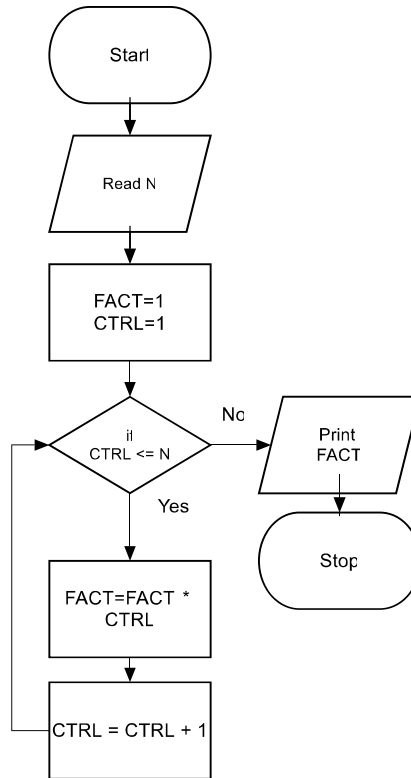 Start
Read N
FACT=1
CTRL=1
if
CTRL <= N
No
Print
FACT
Yes
Stop
FACT=FACT *
CTRL
CTRL = CTRL + 1